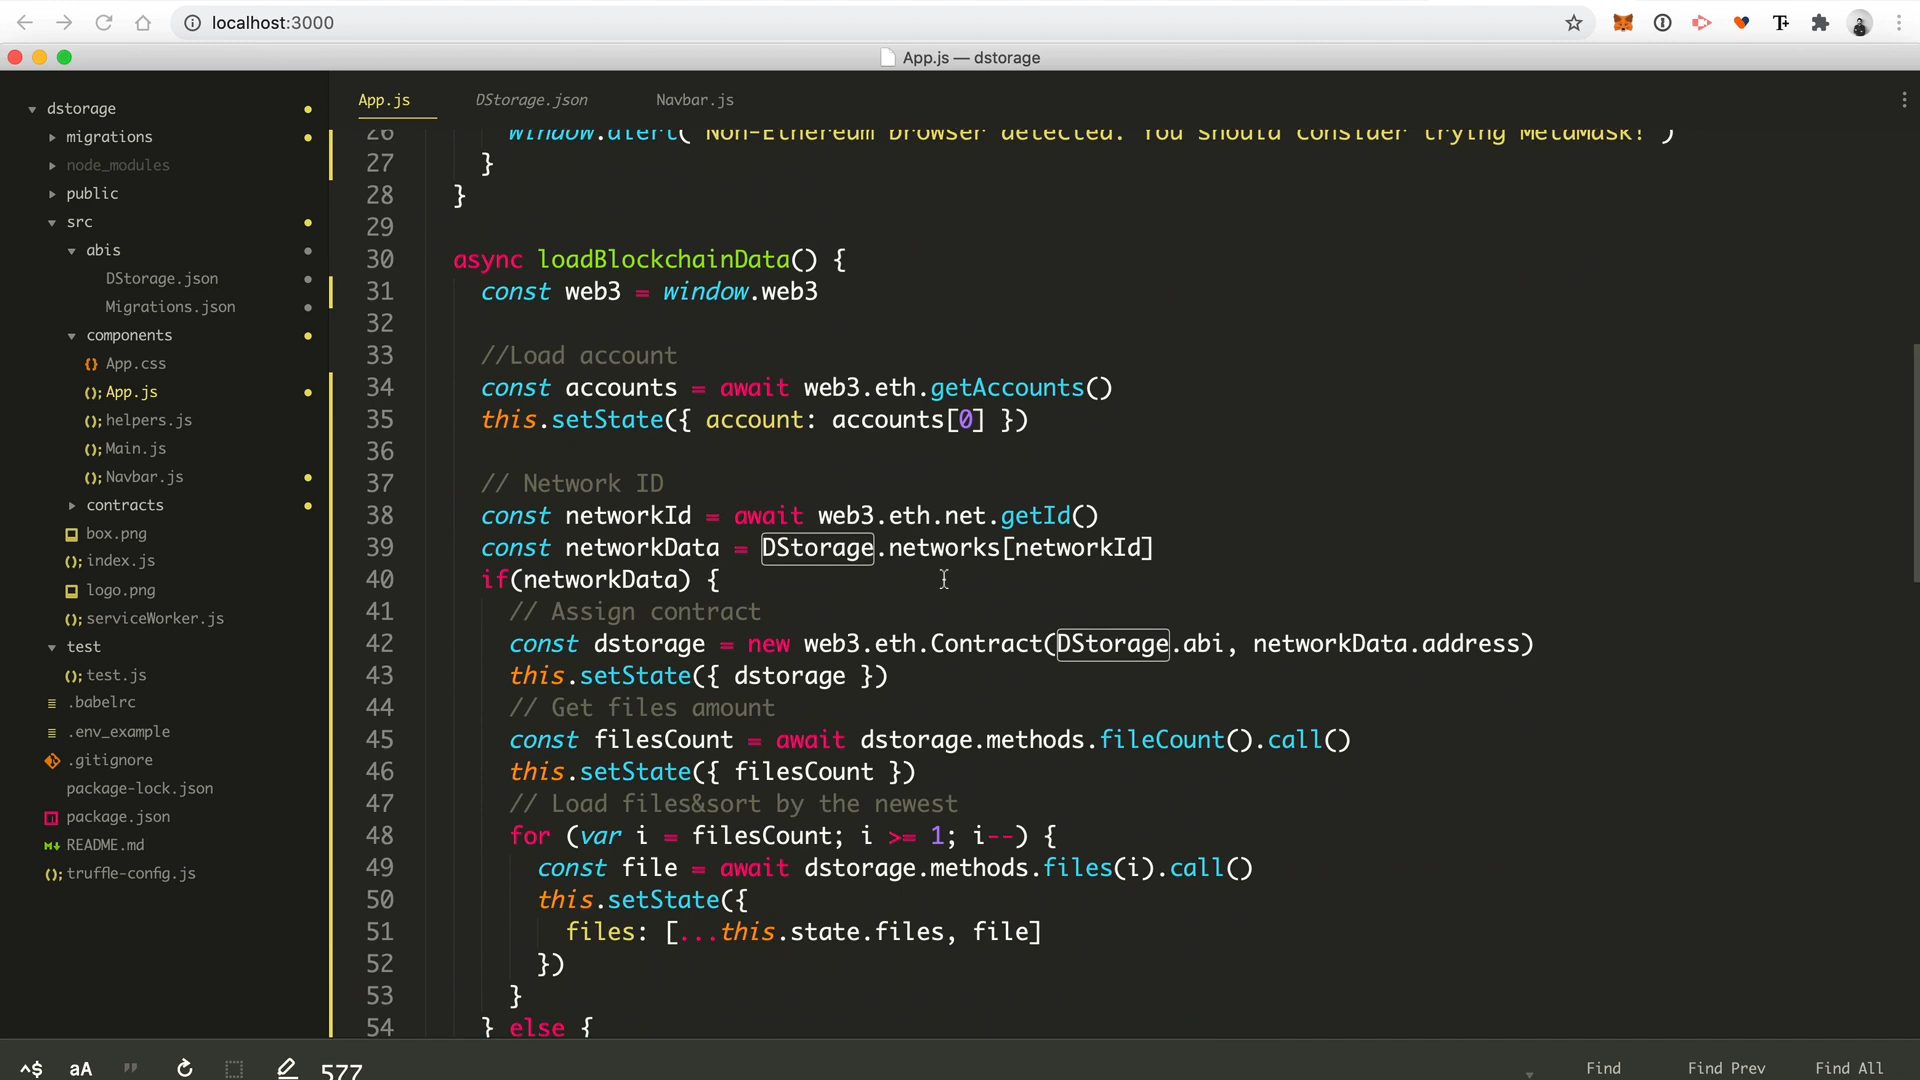 localhost:3000
App.js — dstorage
dstorage
migrations
node_modules
public
src
abis
DStorage.json
Migrations.json
components
App.css
App.js
helpers.js
Main.js
Navbar.js
contracts
box.png
index.js
logo.png
serviceWorker.js
test
test.js
.babelrc
.env_example
.gitignore
package-lock.json
package.json
README.md
truffle-config.js
App.js DStorage.json Navbar.js
26 window.alert('Non-Ethereum browser detected. You should consider trying MetaMask!')
27 }
28 }
29
30 async loadBlockchainData() {
31 const web3 = window.web3
32
33 //Load account
34 const accounts = await web3.eth.getAccounts()
35 this.setState({ account: accounts[0] })
36
37 // Network ID
38 const networkId = await web3.eth.net.getId()
39 const networkData = DStorage.networks[networkId]
40 if(networkData) {
41 // Assign contract
42 const dstorage = new web3.eth.Contract(DStorage.abi, networkData.address)
43 this.setState({ dstorage })
44 // Get files amount
45 const filesCount = await dstorage.methods.fileCount().call()
46 this.setState({ filesCount })
47 // Load files&sort by the newest
48 for (var i = filesCount; i >= 1; i--) {
49 const file = await dstorage.methods.files(i).call()
50 this.setState({
51 files: [...this.state.files, file]
52 })
53 }
54 } else {
^$ aA " 577 Find Find Prev Find All